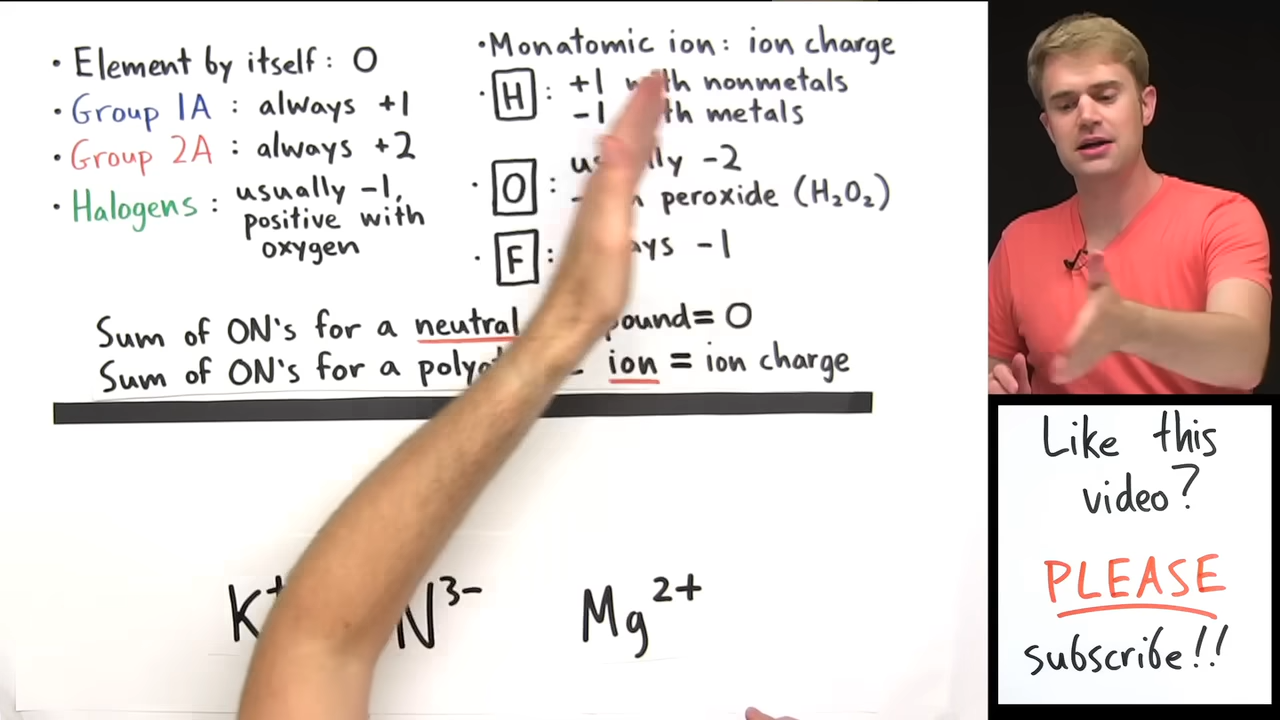 • Element by itself : O
• Group 1A : always +1
• Group 2A : always +2
• Halogens : usually -1,
positive with
oxygen
• Monatomic ion : ion charge
• H : +1 nonmetals
-1 metals
• O : -2
peroxide (H₂O₂)
• F : -1
Sum of ON's for a neutral = O
Sum of ON's for a ion = ion charge
K⁺ N³⁻ Mg²⁺
Like this
video?
PLEASE
subscribe!!